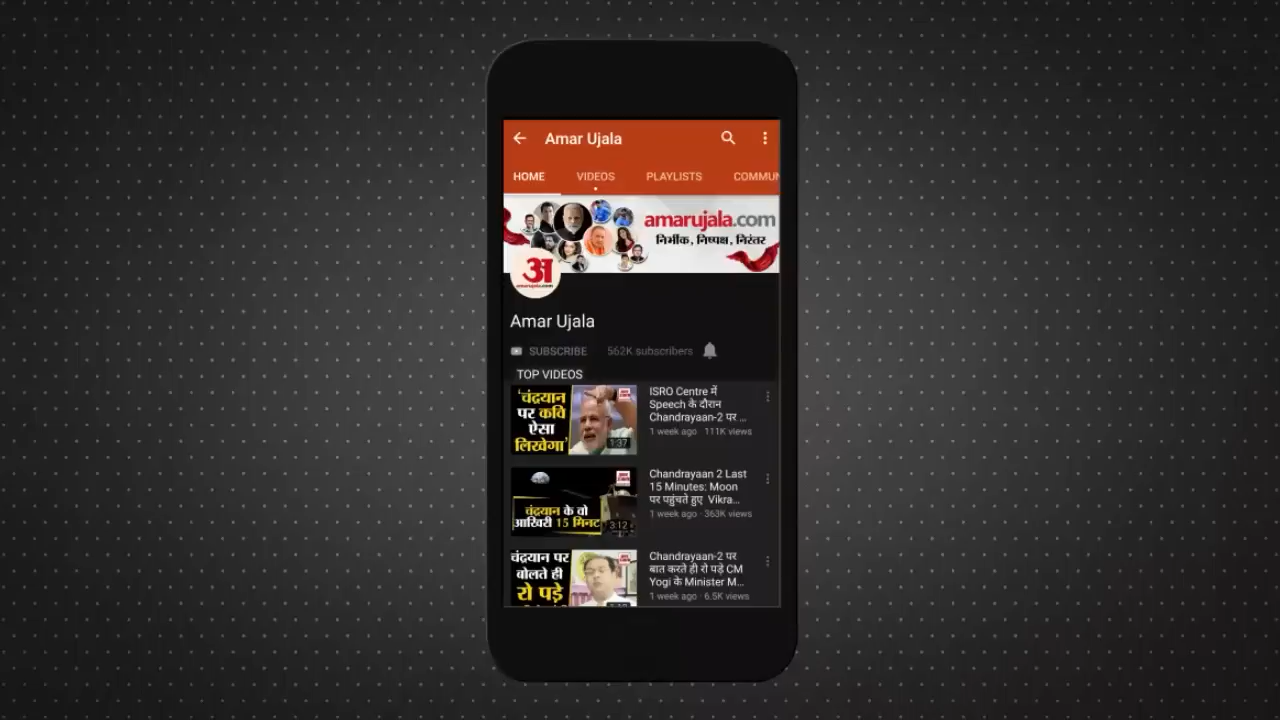 Amar Ujala
HOME VIDEOS PLAYLISTS COMMUN
amarujala.com
निर्भीक, निष्पक्ष, निरंतर
अ
amarujala.com
Amar Ujala
SUBSCRIBE 562K subscribers
TOP VIDEOS
'चंद्रयान
पर कवि
ऐसा
लिखेगा'
1:37
ISRO Centre में
Speech के दौरान
Chandrayaan-2 पर ...
1 week ago · 111K views
चंद्रयान के वो
आखिरी 15 मिनट
3:12
Chandrayaan 2 Last
15 Minutes: Moon
पर पहुंचते हुए Vikra...
1 week ago · 363K views
चंद्रयान पर
बोलते ही
रो पड़े
Chandrayaan-2 पर
बात करते ही रो पड़े CM
Yogi के Minister M...
1 week ago · 6.5K views